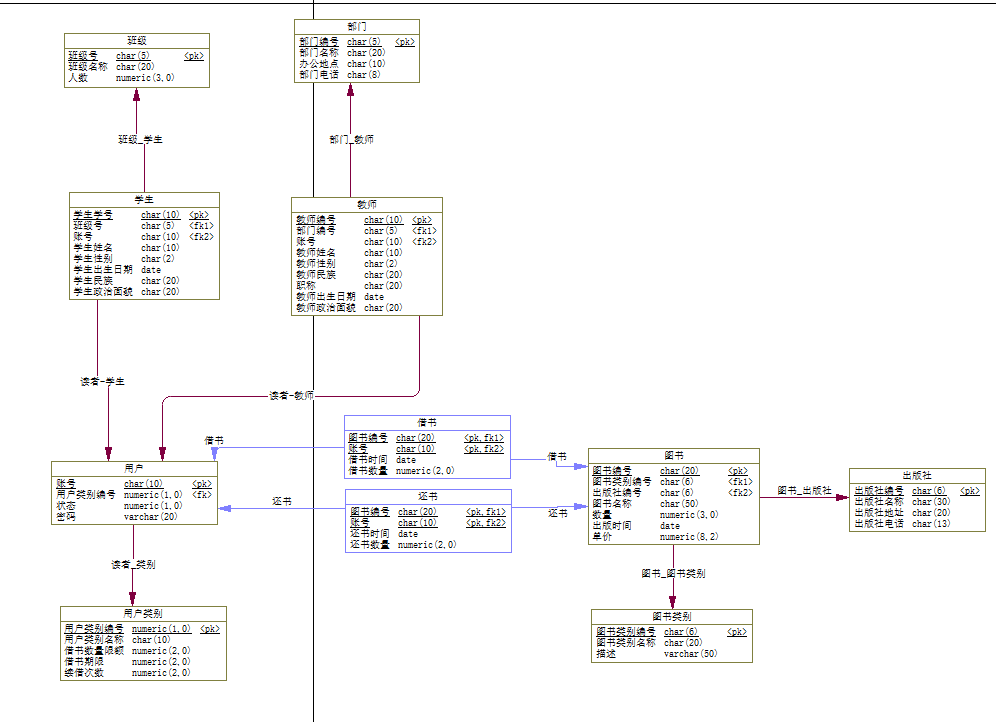 班级
班级号 char(5) <pk>
班级名称 char(20)
人数 numeric(3,0)
部门
部门编号 char(5) <pk>
部门名称 char(20)
办公地点 char(10)
部门电话 char(8)
班级_学生
部门_教师
学生
学生学号 char(10) <pk>
班级号 char(5) <fk1>
账号 char(10) <fk2>
学生姓名 char(10)
学生性别 char(2)
学生出生日期 date
学生民族 char(20)
学生政治面貌 char(20)
教师
教师编号 char(10) <pk>
部门编号 char(5) <fk1>
账号 char(10) <fk2>
教师姓名 char(10)
教师性别 char(2)
教师民族 char(20)
职称 char(20)
教师出生日期 date
教师政治面貌 char(20)
读者-学生
读者-教师
借书
图书编号 char(20) <pk,fk1>
账号 char(10) <pk,fk2>
借书时间 date
借书数量 numeric(2,0)
借书
借书
用户
账号 char(10) <pk>
用户类别编号 numeric(1,0) <fk>
状态 numeric(1,0)
密码 varchar(20)
还书
还书
图书编号 char(20) <pk,fk1>
账号 char(10) <pk,fk2>
还书时间 date
还书数量 numeric(2,0)
还书
图书
图书编号 char(20) <pk>
图书类别编号 char(6) <fk1>
出版社编号 char(6) <fk2>
图书名称 char(50)
数量 numeric(3,0)
出版时间 date
单价 numeric(8,2)
图书_出版社
出版社
出版社编号 char(6) <pk>
出版社名称 char(30)
出版社地址 char(20)
出版社电话 char(13)
读者_类别
图书_图书类别
用户类别
用户类别编号 numeric(1,0) <pk>
用户类别名称 char(10)
借书数量限额 numeric(2,0)
借书期限 numeric(2,0)
续借次数 numeric(2,0)
图书类别
图书类别编号 char(6) <pk>
图书类别名称 char(20)
描述 varchar(50)